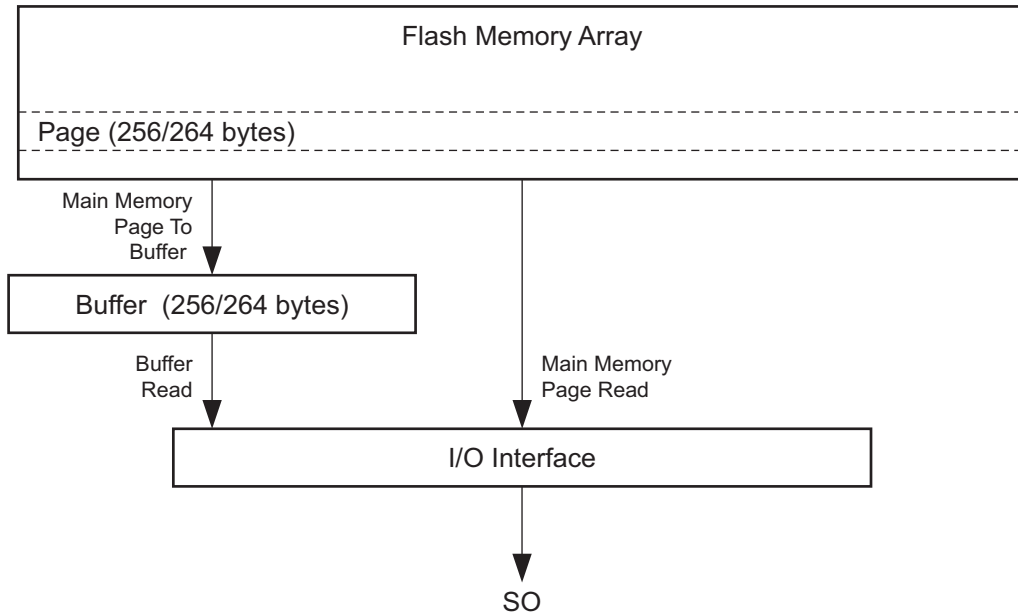 Flash Memory Array
Page (256/264 bytes)
Main Memory
Page To
Buffer
Buffer (256/264 bytes)
Buffer
Read
Main Memory
Page Read
I/O Interface
SO